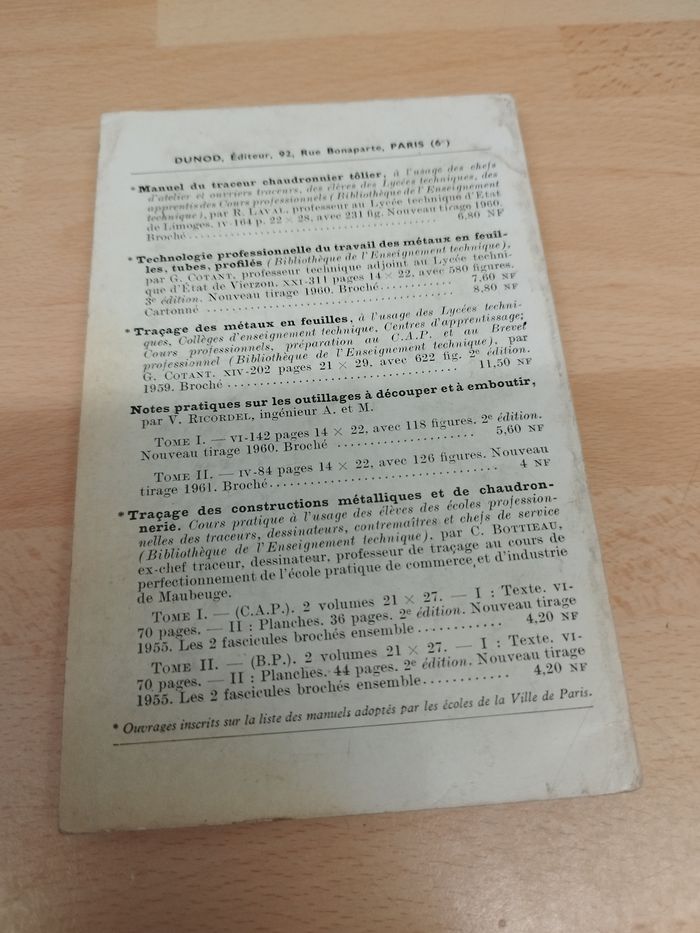 DUNOD, Éditeur, 92, Rue Bonaparte, PARIS (6e)
* Manuel du traceur chaudronnier tôlier, à l'usage des chefs
d'atelier et ouvriers traceurs, des élèves des Lycées techniques, des
apprentis des Cours professionnels (Bibliothèque de l'Enseignement
technique), par R. LAVAL, professeur au Lycée technique d'État
de Limoges. IV-164 p. 22 × 28, avec 231 fig. Nouveau tirage 1960.
Broché .......................... 6,80 NF
* Technologie professionnelle du travail des métaux en feuil-
les, tubes, profilés (Bibliothèque de l'Enseignement technique),
par G. COTANT, professeur technique adjoint au Lycée techni-
que d'État de Vierzon. XXI-311 pages 14 × 22, avec 580 figures.
3e édition. Nouveau tirage 1960. Broché ............ 7,60 NF
Cartonné .......................... 8,80 NF
* Traçage des métaux en feuilles, à l'usage des Lycées techni-
ques, Collèges d'enseignement technique, Centres d'apprentissage;
Cours professionnels, préparation au C.A.P. et au Brevet
professionnel (Bibliothèque de l'Enseignement technique), par
G. COTANT. XIV-202 pages 21 × 29, avec 622 fig. 2e édition.
1959. Broché .......................... 11,50 NF
Notes pratiques sur les outillages à découper et à emboutir,
par V. RICORDEL, ingénieur A. et M.
TOME I. — VI-142 pages 14 × 22, avec 118 figures. 2e édition.
Nouveau tirage 1960. Broché .................... 5,60 NF
TOME II. — IV-84 pages 14 × 22, avec 126 figures. Nouveau
tirage 1961. Broché .......................... 4 NF
* Traçage des constructions métalliques et de chaudron-
nerie. Cours pratique à l'usage des élèves des écoles profession-
nelles des traceurs, dessinateurs, contremaîtres et chefs de service
(Bibliothèque de l'Enseignement technique), par C. BOTTIEAU,
ex-chef traceur, dessinateur, professeur de traçage au cours de
perfectionnement de l'école pratique de commerce et d'industrie
de Maubeuge.
TOME I. — (C.A.P.). 2 volumes 21 × 27. — I : Texte. VI-
70 pages. — II : Planches. 36 pages. 2e édition. Nouveau tirage
1955. Les 2 fascicules brochés ensemble ............ 4,20 NF
TOME II. — (B.P.). 2 volumes 21 × 27. — I : Texte. VI-
70 pages. — II : Planches. 44 pages. 2e édition. Nouveau tirage
1955. Les 2 fascicules brochés ensemble ............ 4,20 NF
* Ouvrages inscrits sur la liste des manuels adoptés par les écoles de la Ville de Paris.